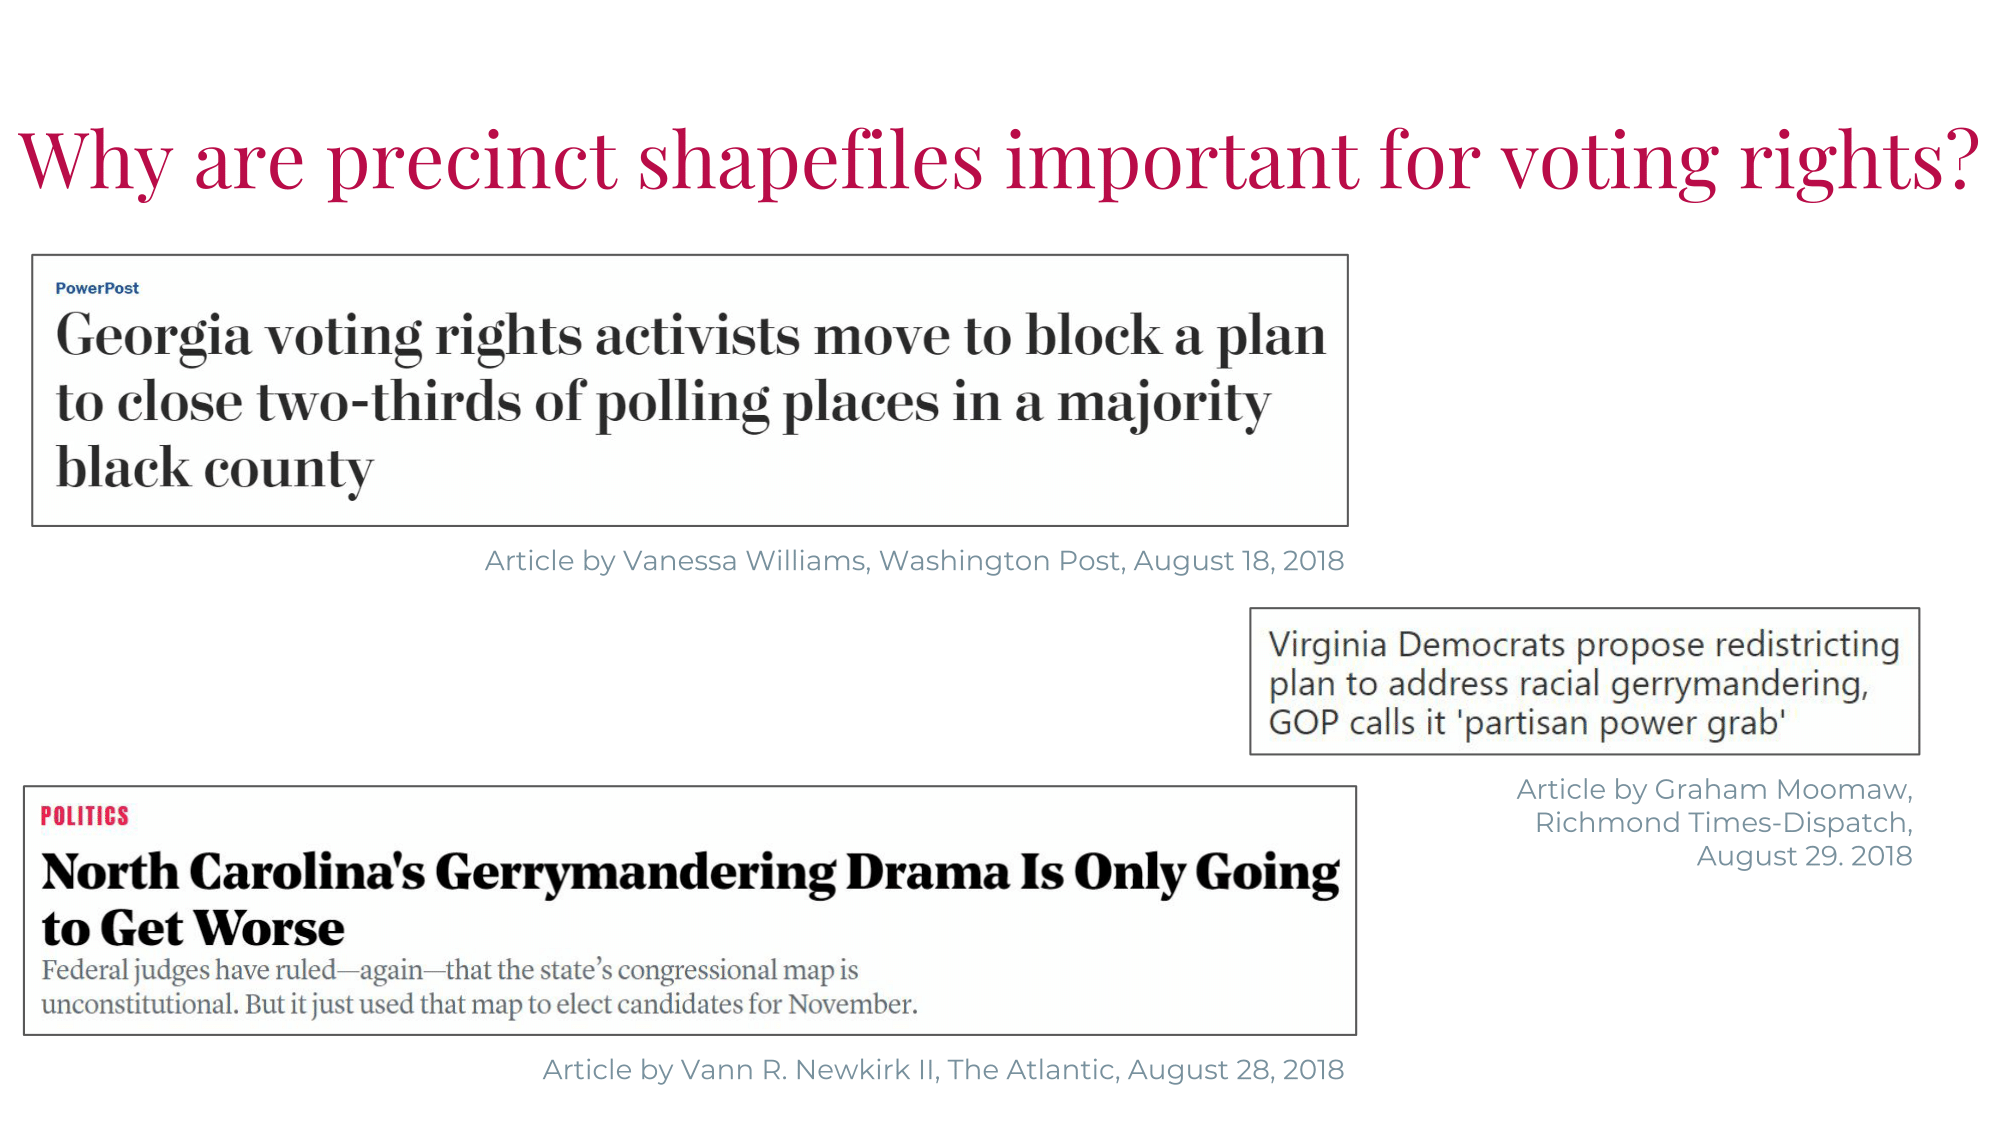 Why are precinct shapefiles important for voting rights?
PowerPost
Georgia voting rights activists move to block a plan
to close two-thirds of polling places in a majority
black county
Article by Vanessa Williams, Washington Post, August 18, 2018
Virginia Democrats propose redistricting
plan to address racial gerrymandering,
GOP calls it 'partisan power grab'
Article by Graham Moomaw,
Richmond Times-Dispatch,
August 29. 2018
POLITICS
North Carolina's Gerrymandering Drama Is Only Going
to Get Worse
Federal judges have ruled—again—that the state’s congressional map is
unconstitutional. But it just used that map to elect candidates for November.
Article by Vann R. Newkirk II, The Atlantic, August 28, 2018